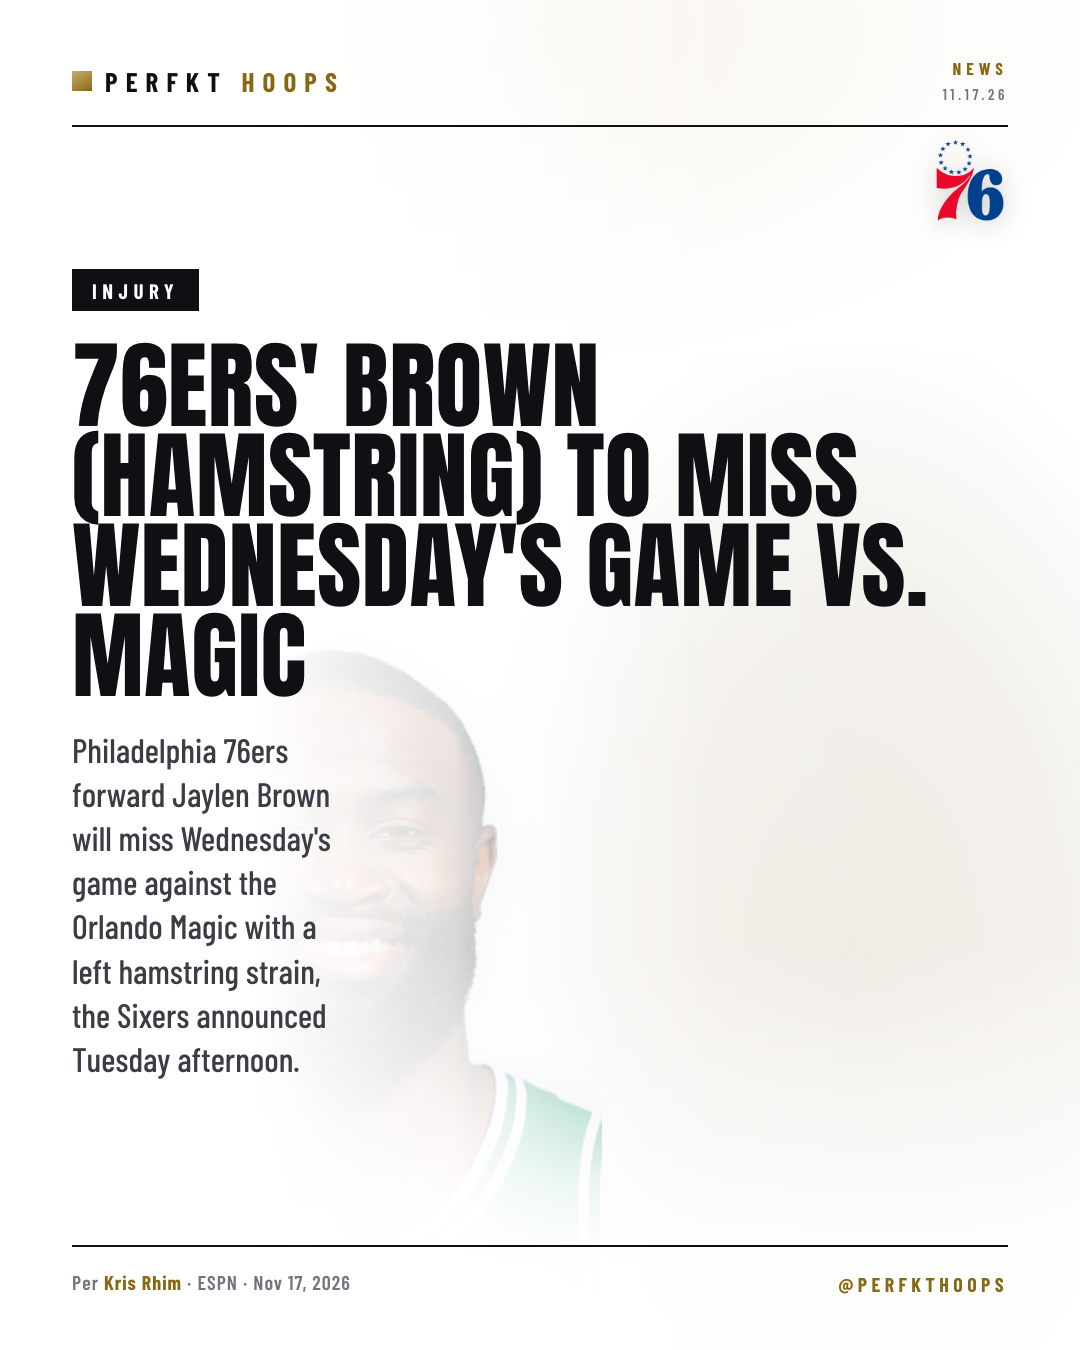 PERFKT HOOPS
NEWS
11.17.26
76
INJURY
76ERS' BROWN
(HAMSTRING) TO MISS
WEDNESDAY'S GAME VS.
MAGIC
Philadelphia 76ers
forward Jaylen Brown
will miss Wednesday's
game against the
Orlando Magic with a
left hamstring strain,
the Sixers announced
Tuesday afternoon.
Per Kris Rhim · ESPN · Nov 17, 2026
@PERFKTHOOPS